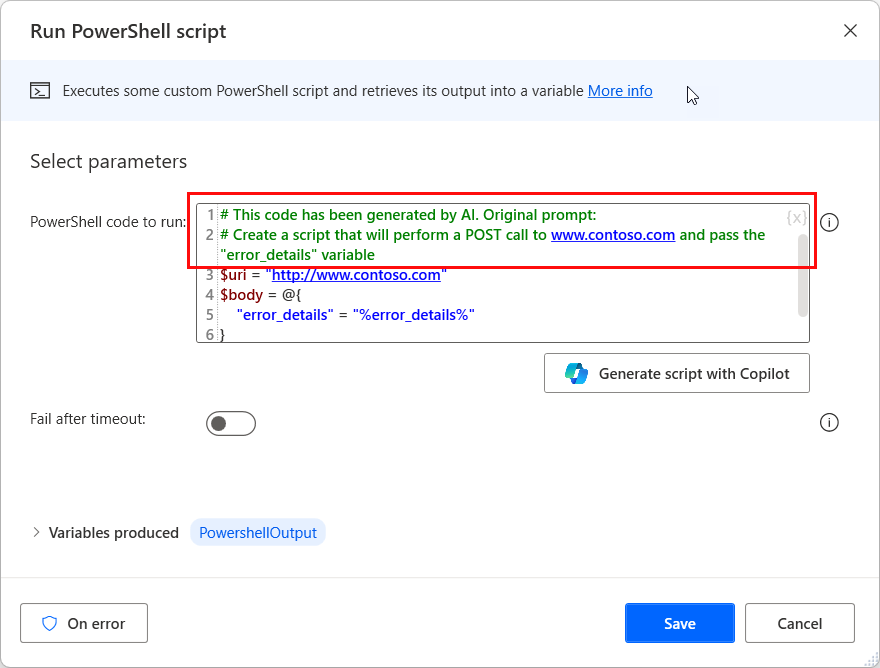 Run PowerShell script
Executes some custom PowerShell script and retrieves its output into a variable More info
Select parameters
PowerShell code to run:
1 # This code has been generated by AI. Original prompt:
{x}
2 # Create a script that will perform a POST call to www.contoso.com and pass the
"error_details" variable
3 $uri = "http://www.contoso.com"
4 $body = @{
5 "error_details" = "%error_details%"
6 }
Generate script with Copilot
Fail after timeout:
Variables produced PowershellOutput
On error
Save
Cancel